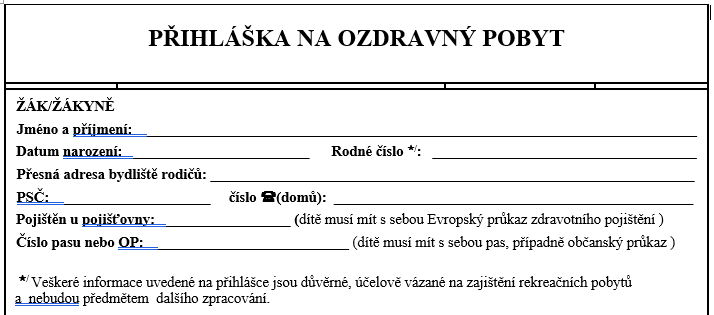 PŘIHLÁŠKA NA OZDRAVNÝ POBYT
ŽÁK/ŽÁKYNĚ
Jméno a příjmení:
Datum narození: Rodné číslo */:
Přesná adresa bydliště rodičů:
PSČ: číslo ☎(domů):
Pojištěn u pojišťovny: (dítě musí mít s sebou Evropský průkaz zdravotního pojištění )
Číslo pasu nebo OP: (dítě musí mít s sebou pas, případně občanský průkaz )
*/ Veškeré informace uvedené na přihlášce jsou důvěrné, účelově vázané na zajištění rekreačních pobytů
a nebudou předmětem dalšího zpracování.